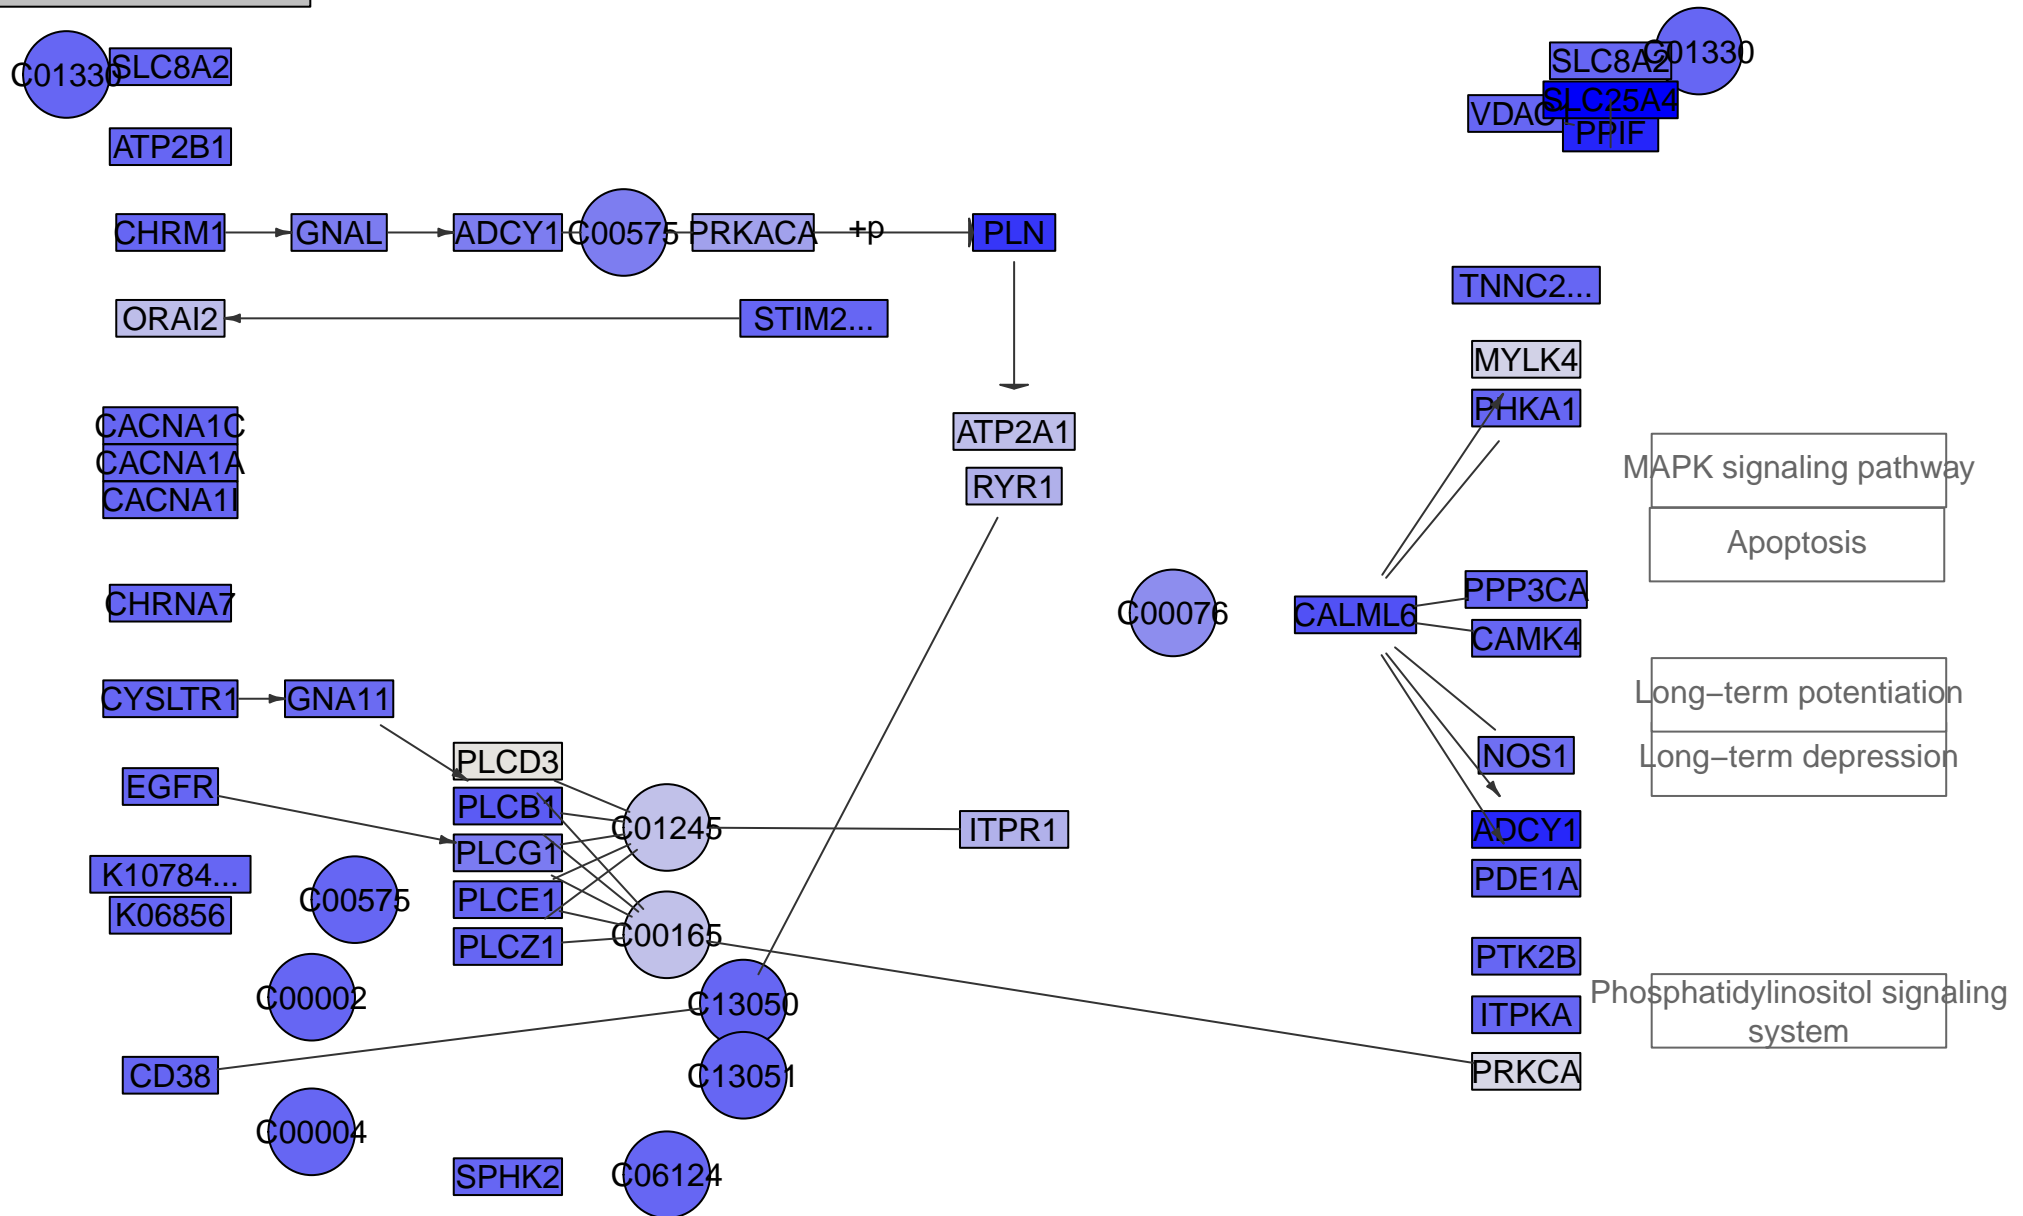 C01330
SLC8A2
SLC8A2
C01330
SLC25A4
VDAC1
PPIF
ATP2B1
CHRM1
GNAL
ADCY1
C00575
PRKACA
+p
PLN
TNNC2...
ORAI2
STIM2...
MYLK4
PHKA1
CACNA1C
CACNA1A
CACNA1I
ATP2A1
RYR1
MAPK signaling pathway
Apoptosis
CHRNA7
C00076
CALML6
PPP3CA
CAMK4
CYSLTR1
GNA11
Long−term potentiation
Long−term depression
NOS1
PLCD3
EGFR
PLCB1
C01245
ITPR1
ADCY1
PLCG1
K10784...
K06856
C00575
PLCE1
PDE1A
C00165
PLCZ1
PTK2B
C00002
C13050
ITPKA
Phosphatidylinositol signaling
system
CD38
C13051
PRKCA
C00004
SPHK2
C06124